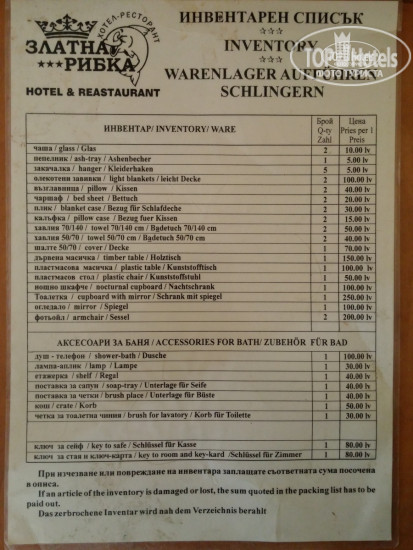 ХОТЕЛ-РЕСТОРАНТ
ЗЛАТНА
РИБКА
HOTEL & REASTAURANT
ИНВЕНТАРЕН СПИСЪК
INVENTORY
WARENLAGER AUF
SCHLINGERN
TopHotels
ИНВЕНТАР/ INVENTORY/ WARE Брой Q-ty Zahl Цена Pries per 1 Preis
чаша / glass / Glas 2 10.00 lv
пепелник / ash-tray / Ashenbecher 1 5.00 lv
закачалка / hanger / Kleiderhaken 5 5.00 lv
олекотени завивки / light blankets / leicht Decke 2 100.00 lv
възглавница / pillow / Kissen 2 40.00 lv
чаршаф / bed sheet / Bettuch 2 20.00 lv
плик / blanket case / Bezug für Schlafdeche 2 30.00 lv
калъфка / pillow case / Bezug fuer Kissen 2 15.00 lv
хавлия 70/140 / towel 70/140 cm / Badetuch 70/140 cm 2 50.00 lv
хавлия 50/70 / towel 50/70 cm / Badetuch 50/70 cm 2 40.00 lv
шалте 50/70 / cover / Decke 1 70.00 lv
дървена масичка / timber table / Holztisch 1 150.00 lv
пластмасова масичка / plastic table / Kunststofftisch 1 100.00 lv
пластмасов стол / plastic chair / Kunststoffstuhl 1 50.00 lv
нощно шкафче / nocturnal cupboard / Nachtschrank 1 100.00 lv
Тоалетка / cupboard with mirror / Schrank mit spiegel 1 250.00 lv
огледало / mirror / Spiegel 1 100.00 lv
фотьойл / armchair / Sessel 2 200.00 lv
АКСЕСОАРИ ЗА БАНЯ/ ACCESSORIES FOR BATH/ ZUBEHÖR FÜR BAD
душ - телефон / shower-bath / Dusche 1 100.00 lv
лампа-аплик / lamp / Lampe 1 30.00 lv
етажерка / shelf / Regal 1 40.00 lv
поставка за сапун / soap-tray / Unterlage für Seife 1 40.00 lv
поставка за четки / brush place / Unterlage für Büste 1 40.00 lv
кош / crate / Korb 1 50.00 lv
четка за тоалетна чиния / brush for lavatory / Korb für Toilette 1 30.00 lv
ключ за сейф / key to safe / Schlüssel für Kasse 1 80.00 lv
ключ за стая и ключ-карта / key to room and key-kard /Schlüssel für Zimmer 1 80.00 lv
При изчезване или повреждане на инвентара заплащате съответната сума посочена
в описа.
If an article of the inventory is damaged or lost, the sum quoted in the packing list has to be
paid out.
Das zerbrochene Inventar wird nah dem Verzeichnis berahlt